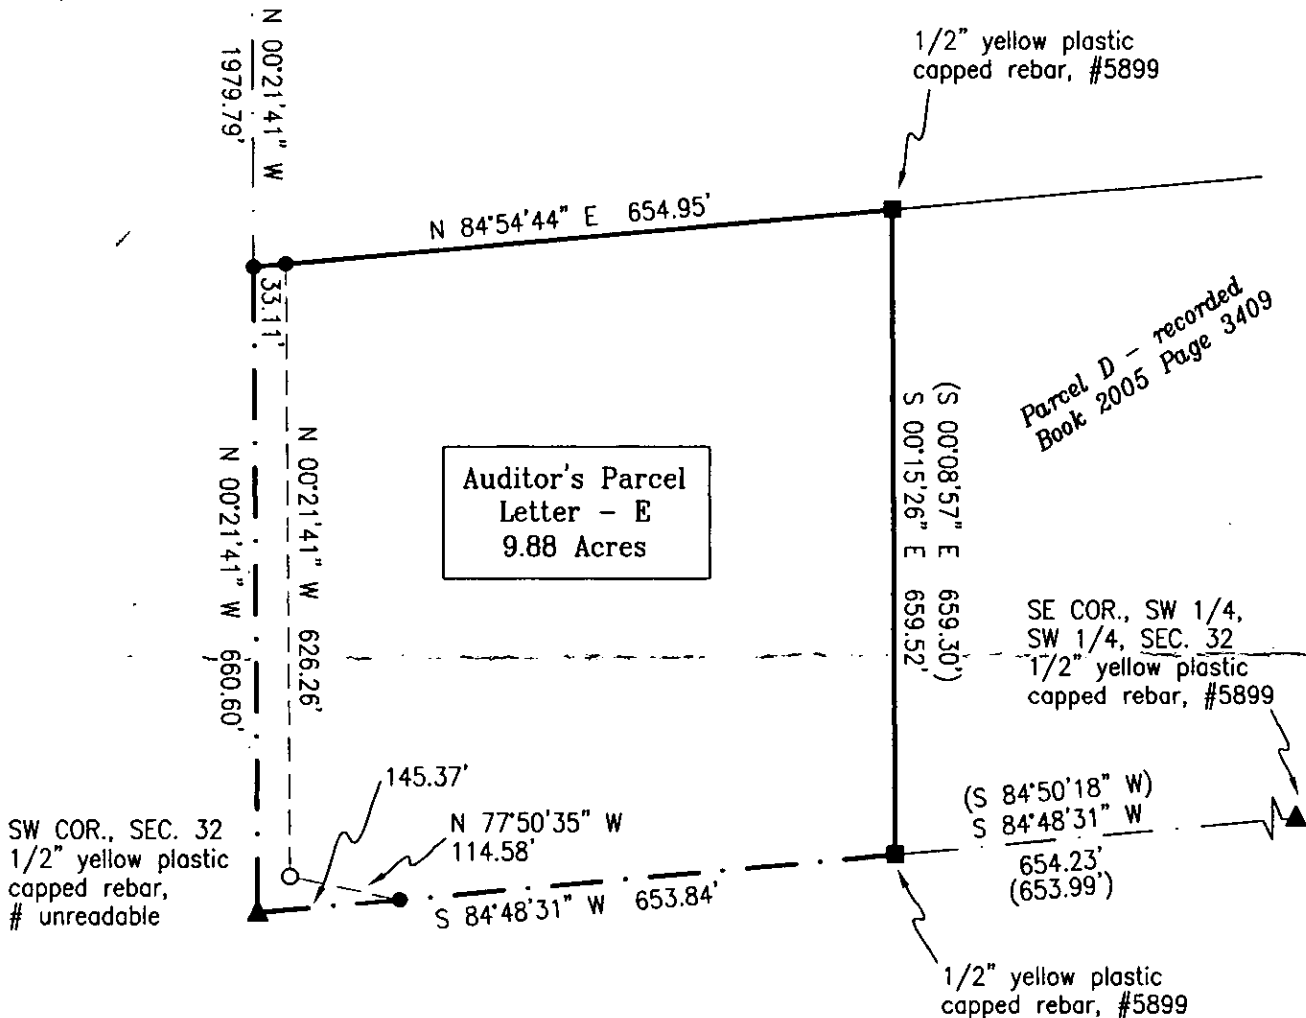 N 00°21'41" W
1979.79'
1/2" yellow plastic
capped rebar, #5899
N 84°54'44" E 654.95'
33.11'
Parcel D - recorded
Book 2005 Page 3409
(S 00°08'57" E 659.30')
S 00°15'26" E 659.52'
N 00°21'41" W 626.26'
N 00°21'41" W 660.60'
Auditor's Parcel
Letter - E
9.88 Acres
SE COR., SW 1/4,
SW 1/4, SEC. 32
1/2" yellow plastic
capped rebar, #5899
145.37'
N 77°50'35" W
114.58'
(S 84°50'18" W)
S 84°48'31" W
654.23'
(653.99')
SW COR., SEC. 32
1/2" yellow plastic
capped rebar,
# unreadable
S 84°48'31" W 653.84'
1/2" yellow plastic
capped rebar, #5899